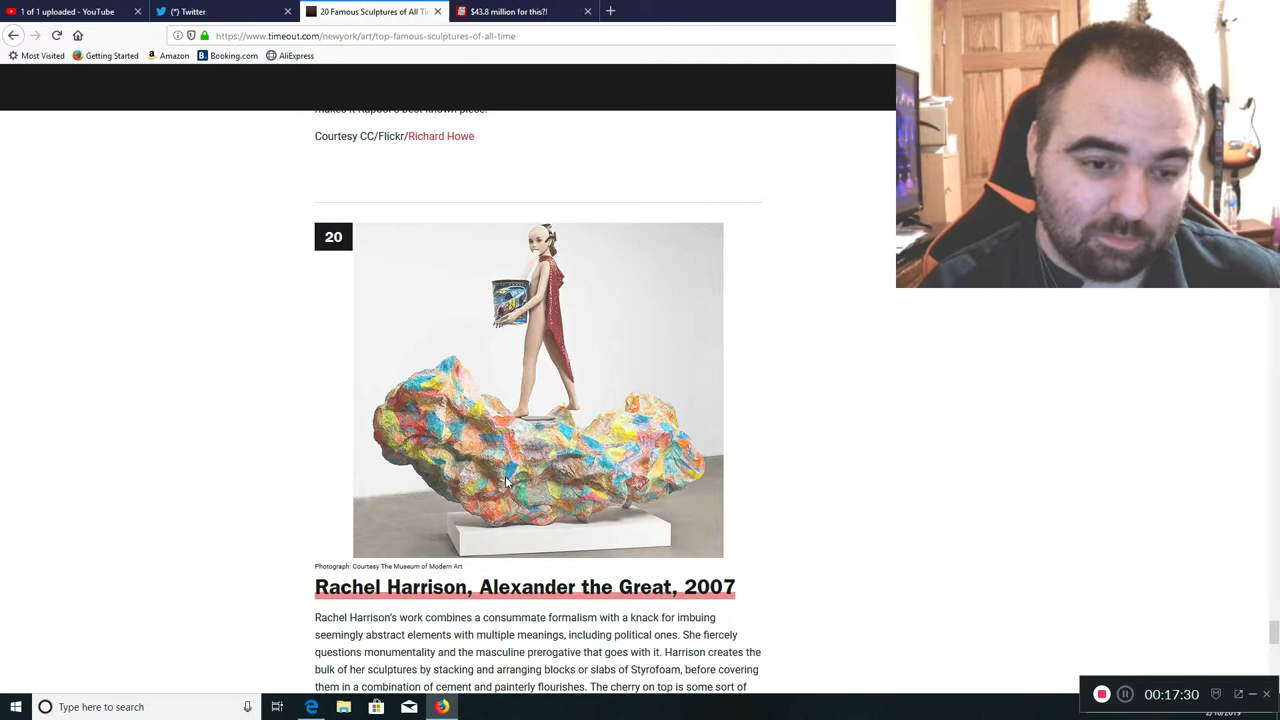 1 of 1 uploaded - YouTube
(*) Twitter
20 Famous Sculptures of All Ti
$43.8 million for this?!
https://www.timeout.com/newyork/art/top-famous-sculptures-of-all-time
Most Visited
Getting Started
Amazon
Booking.com
AliExpress
Courtesy CC/Flickr/Richard Howe
20
Photograph: Courtesy The Museum of Modern Art
Rachel Harrison, Alexander the Great, 2007
Rachel Harrison's work combines a consummate formalism with a knack for imbuing
seemingly abstract elements with multiple meanings, including political ones. She fiercely
questions monumentality and the masculine prerogative that goes with it. Harrison creates the
bulk of her sculptures by stacking and arranging blocks or slabs of Styrofoam, before covering
them in a combination of cement and painterly flourishes. The cherry on top is some sort of
Type here to search
00:17:30